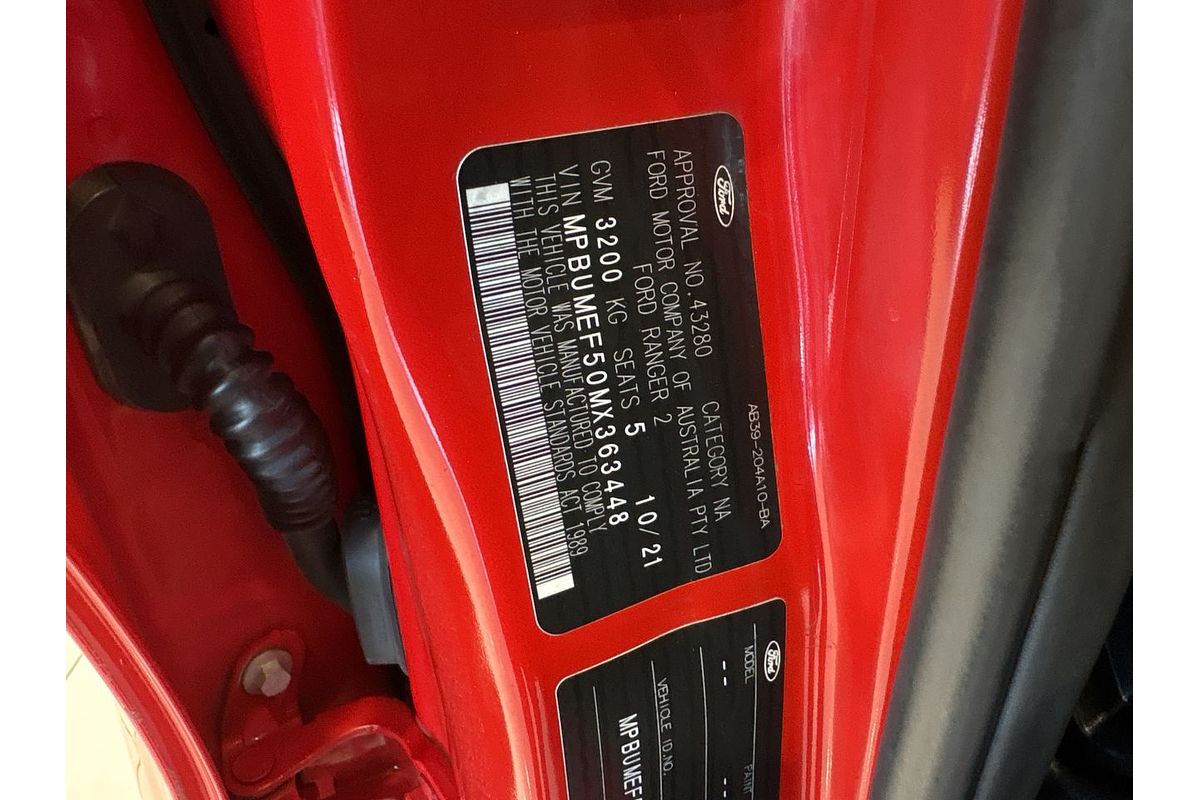 Ford
AB39-204A10-BA
APPROVAL NO. 43280 CATEGORY NA
FORD MOTOR COMPANY OF AUSTRALIA PTY LTD
FORD RANGER 2
GVM 3200 KG SEATS 5 10/21
VIN MPBUMEF50MX363448
THIS VEHICLE WAS MANUFACTURED TO COMPLY
WITH THE MOTOR VEHICLE STANDARDS ACT 1989
Ford
MODEL PAINT
-- --
VEHICLE ID.NO.
MPBUMEF